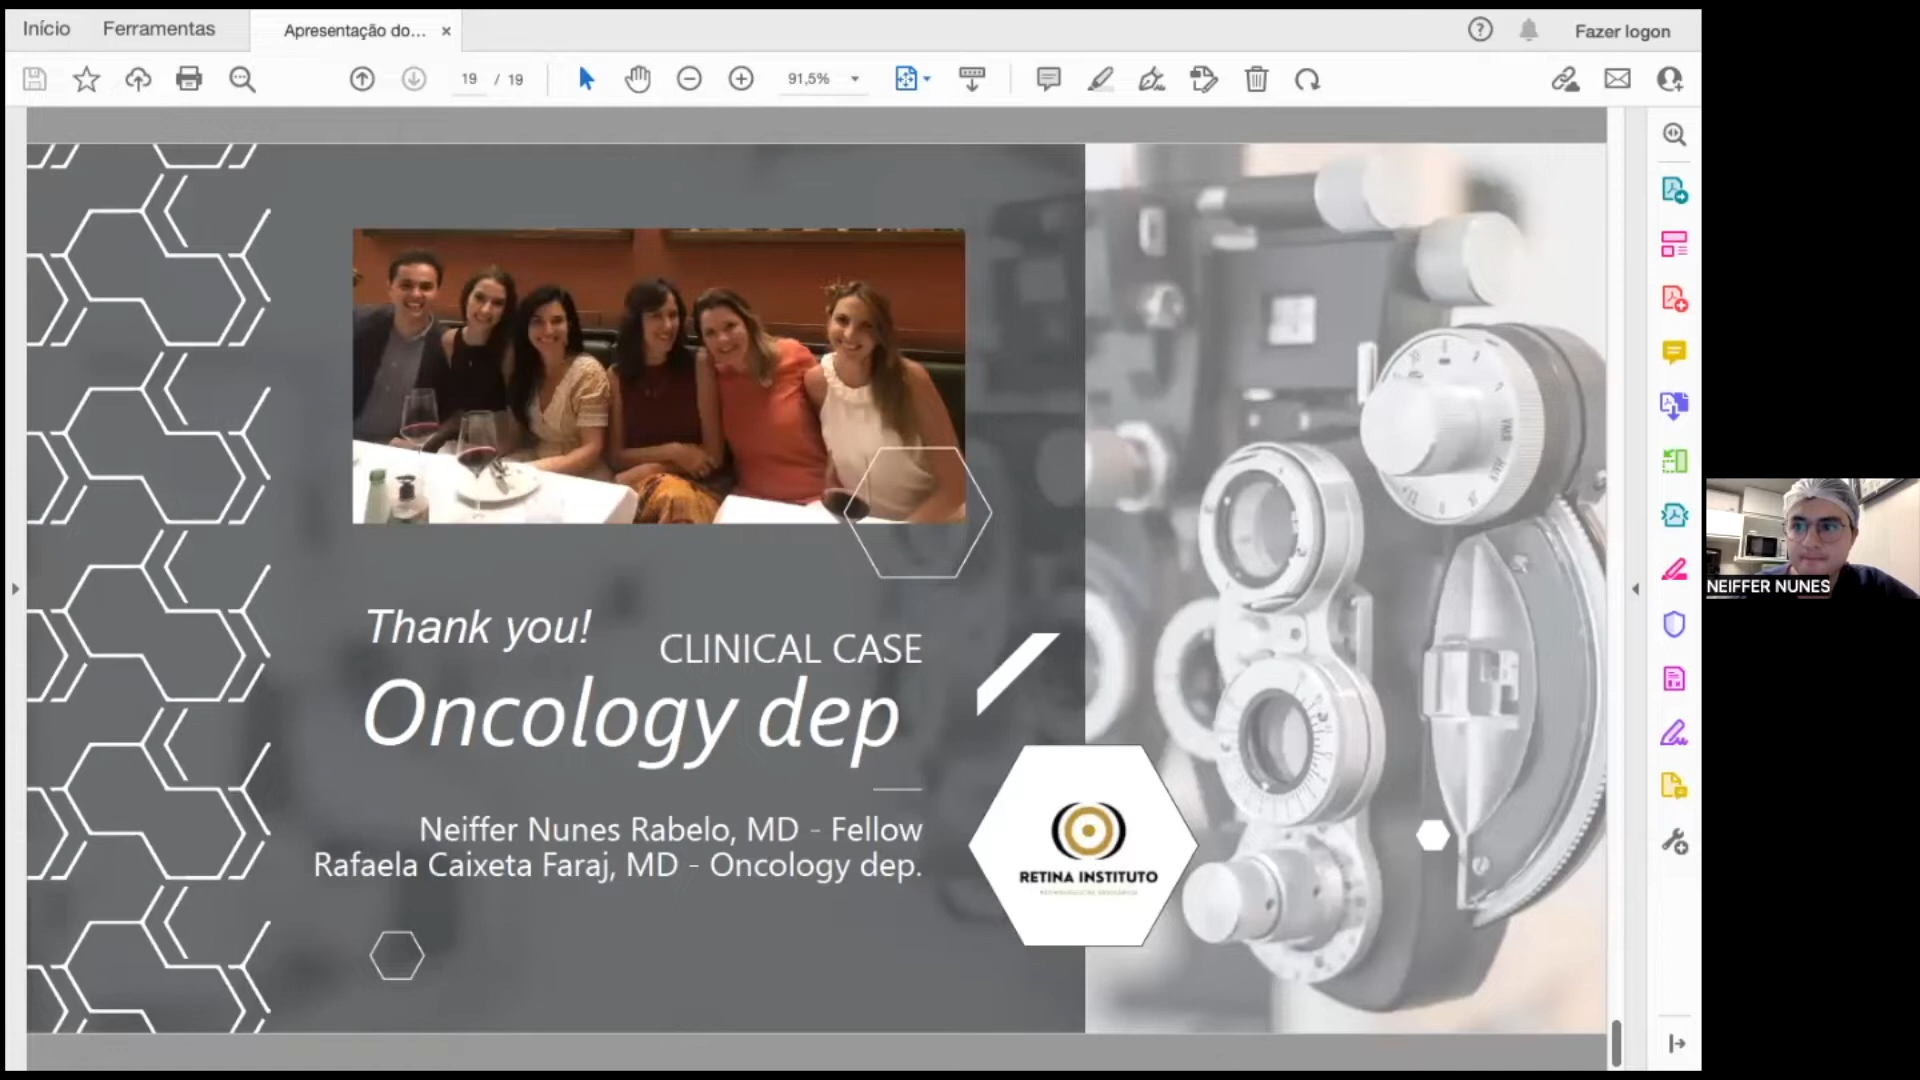 Início Ferramentas Apresentação do... × Fazer logon
19 / 19 91,5%
Thank you!
CLINICAL CASE
Oncology dep
Neiffer Nunes Rabelo, MD - Fellow
Rafaela Caixeta Faraj, MD - Oncology dep.
RETINA INSTITUTO
NEIFFER NUNES